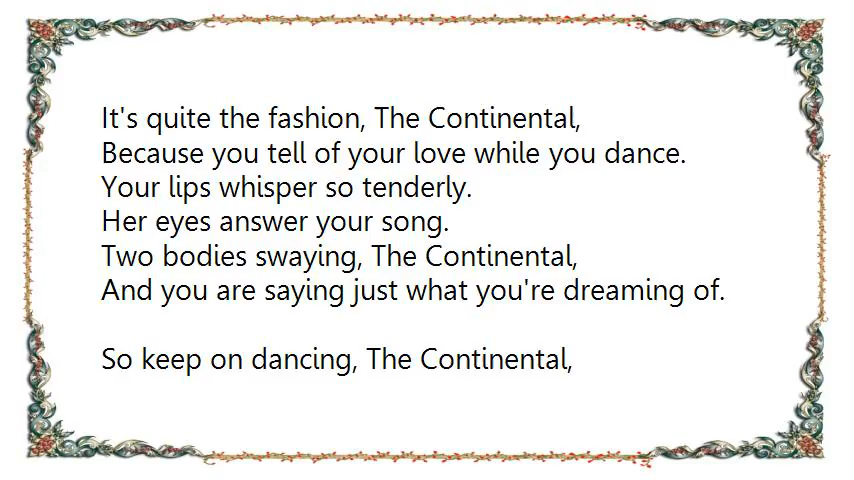 It's quite the fashion, The Continental,
Because you tell of your love while you dance.
Your lips whisper so tenderly.
Her eyes answer your song.
Two bodies swaying, The Continental,
And you are saying just what you're dreaming of.
So keep on dancing, The Continental,